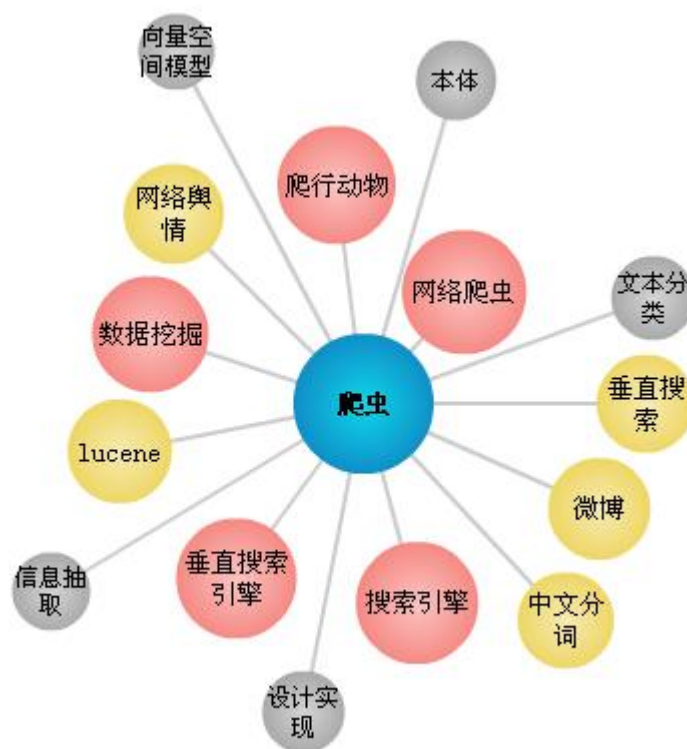 向量空
间模型
本体
爬行动物
网络舆
情
网络爬虫
文本分
类
数据挖掘
爬虫
垂直搜
索
lucene
微博
信息抽
取
垂直搜索
引擎
搜索引擎
中文分
词
设计实
现